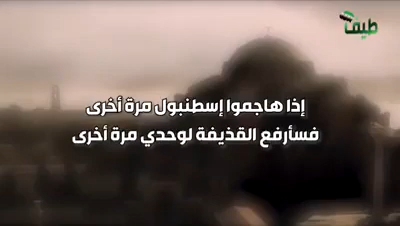 طيف
إذا هاجموا إسطنبول مرة أخرى
فسأرفع القذيفة لوحدي مرة أخرى